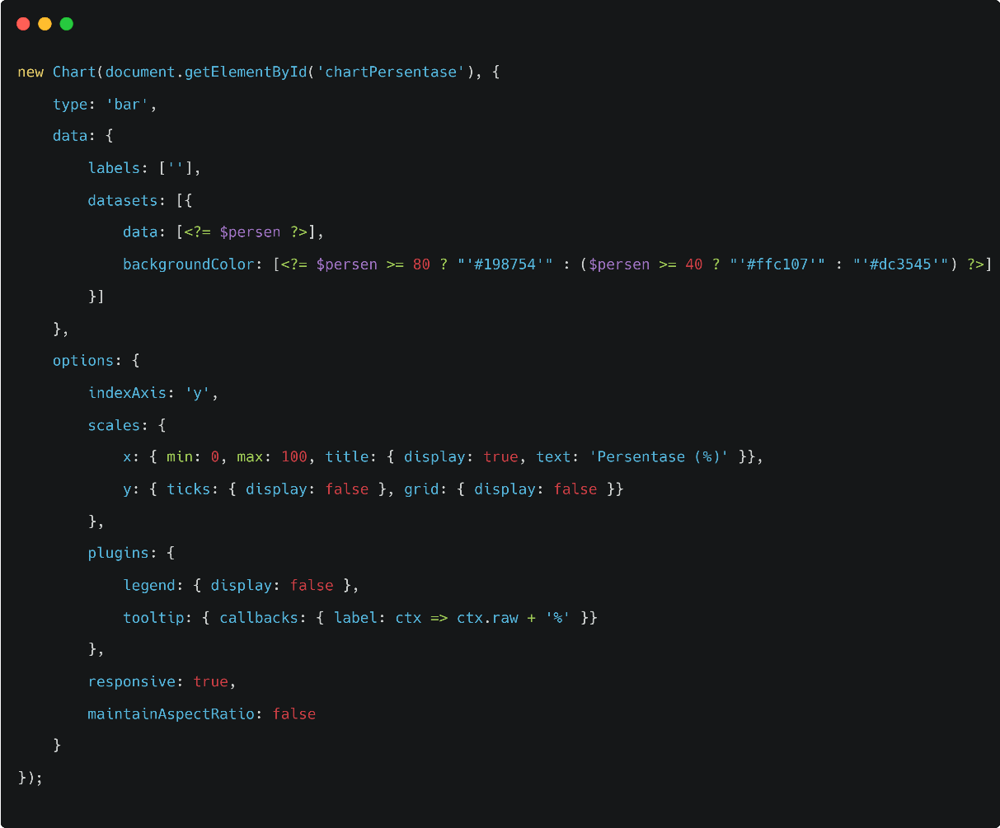 new Chart(document.getElementById('chartPersentase'), {
    type: 'bar',
    data: {
        labels: [''],
        datasets: [{
            data: [<?= $persen ?>],
            backgroundColor: [<?= $persen >= 80 ? "'#198754'" : ($persen >= 40 ? "'#ffc107'" : "'#dc3545'") ?>]
        }]
    },
    options: {
        indexAxis: 'y',
        scales: {
            x: { min: 0, max: 100, title: { display: true, text: 'Persentase (%)' }},
            y: { ticks: { display: false }, grid: { display: false }}
        },
        plugins: {
            legend: { display: false },
            tooltip: { callbacks: { label: ctx => ctx.raw + '%' }}
        },
        responsive: true,
        maintainAspectRatio: false
    }
});